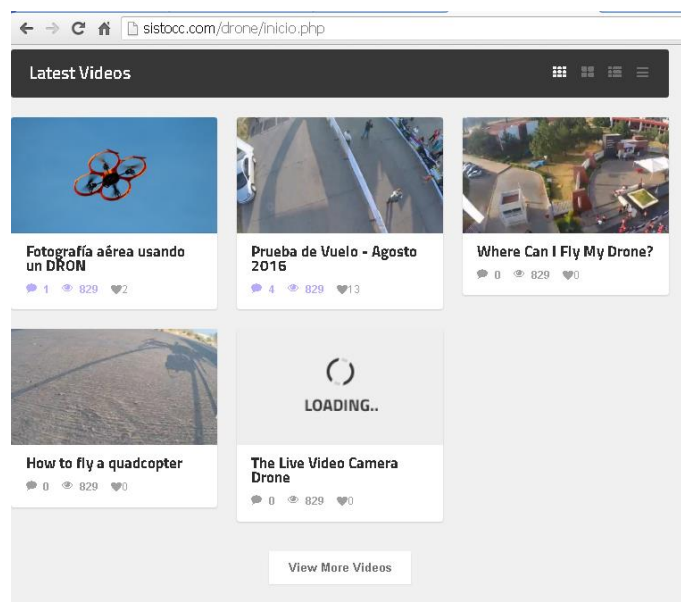 sistocc.com/drone/inicio.php
Latest Videos
Fotografía aérea usando
un DRON
1 829 2
Prueba de Vuelo - Agosto
2016
4 829 13
Where Can I Fly My Drone?
0 829 0
How to fly a quadcopter
0 829 0
LOADING..
The Live Video Camera
Drone
0 829 0
View More Videos